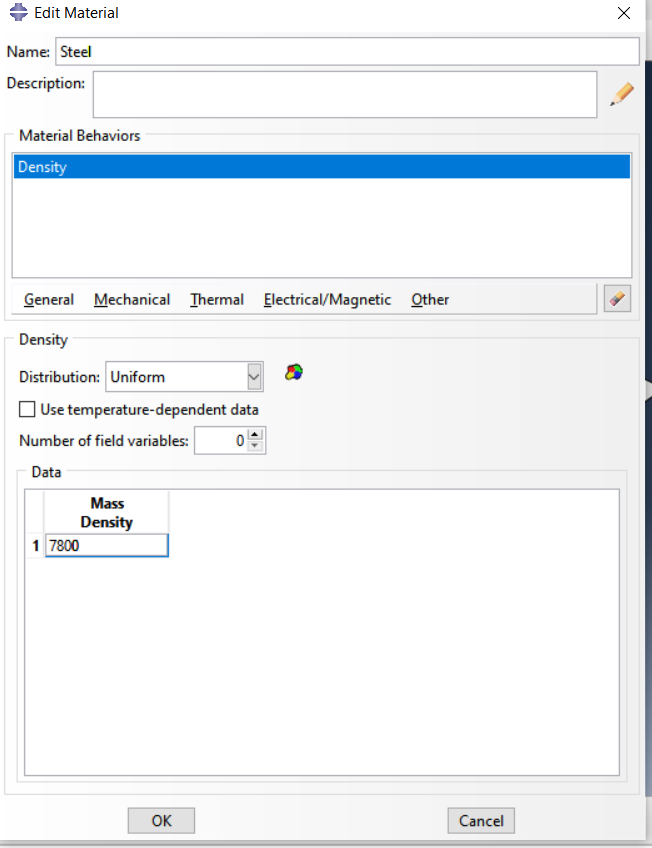 Edit Material
Name: Steel
Description:
Material Behaviors
Density
General Mechanical Thermal Electrical/Magnetic Other
Density
Distribution: Uniform
Use temperature-dependent data
Number of field variables: 0
Data
Mass
Density
1 7800
OK Cancel